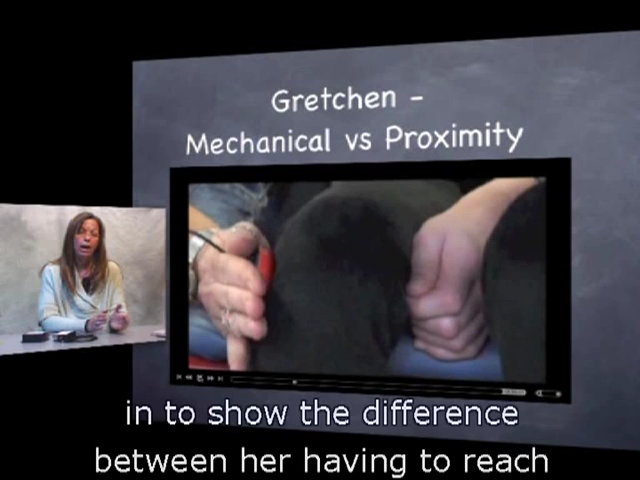 Gretchen –
Mechanical vs Proximity
in to show the difference
between her having to reach